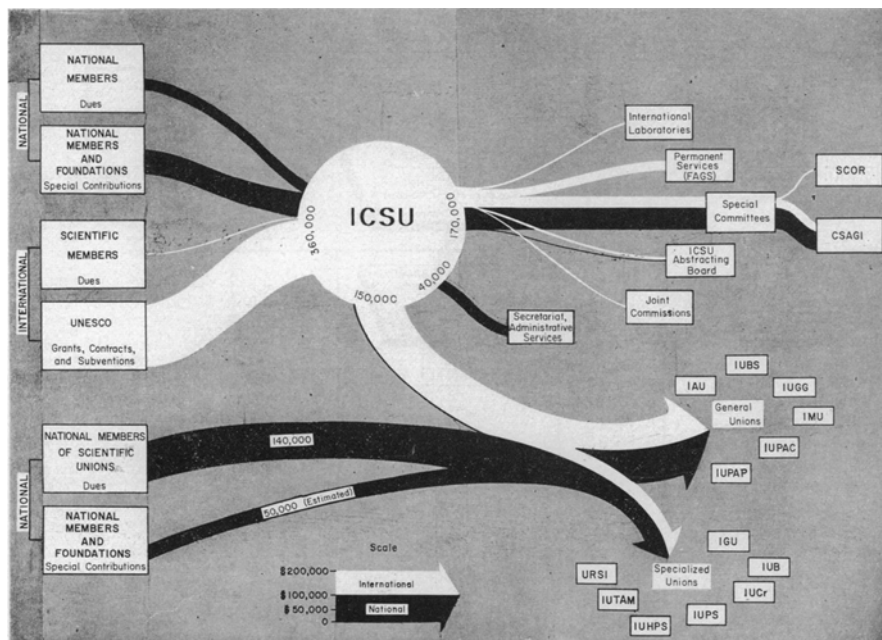 NATIONAL
NATIONAL
MEMBERS
Dues
NATIONAL
MEMBERS
AND
FOUNDATIONS
Special Contributions
INTERNATIONAL
SCIENTIFIC
MEMBERS
Dues
UNESCO
Grants, Contracts,
and Subventions
NATIONAL
NATIONAL MEMBERS
OF SCIENTIFIC
UNIONS
Dues
NATIONAL
MEMBERS
AND
FOUNDATIONS
Special Contributions
ICSU
360,000
170,000
40,000
150,000
International
Laboratories
Permanent
Services
(FAGS)
Special
Committees
SCOR
CSAGI
ICSU
Abstracting
Board
Joint
Commissions
Secretariat,
Administrative
Services
140,000
50,000 (Estimated)
IAU
IUBS
IUGG
General
Unions
IMU
IUPAC
IUPAP
IGU
IUB
Specialized
Unions
URSI
IUCr
IUTAM
IUPS
IUHPS
Scale
$200,000
International
$100,000
$50,000
National
0